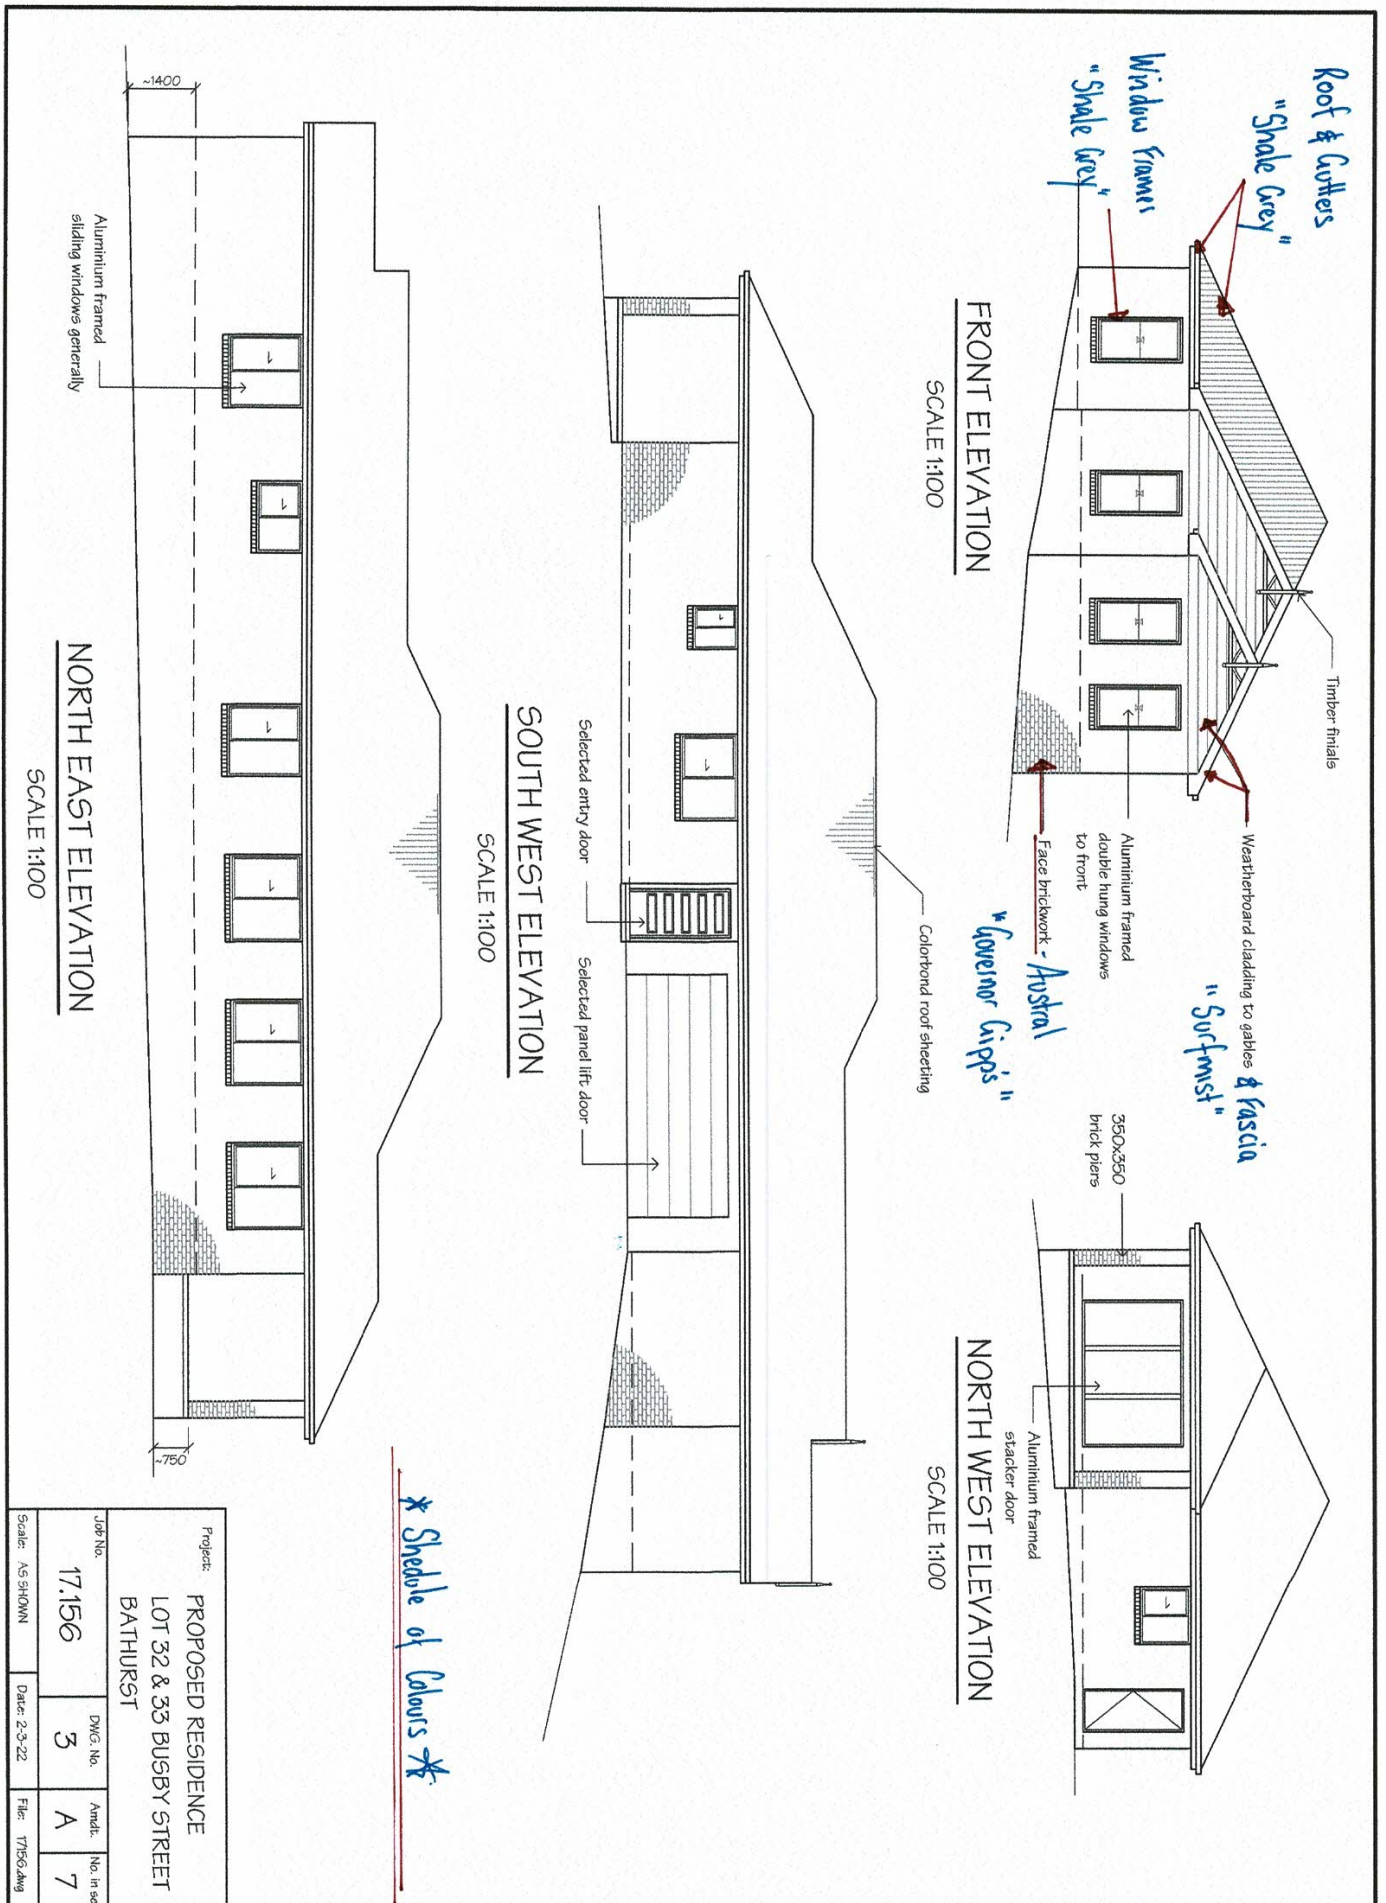 Roof & Gutters
"Shale Grey"
Window Frames
"Shale Grey"
Timber finials
Weatherboard cladding to gables & Fascia
"Surfmist"
Aluminium framed
double hung windows
to front
Face brickwork - Austral
"Governor Gipp's"
FRONT ELEVATION
SCALE 1:100
350x350
brick piers
Aluminium framed
stacker door
NORTH WEST ELEVATION
SCALE 1:100
Colorbond roof sheeting
Selected entry door
Selected panel lift door
SOUTH WEST ELEVATION
SCALE 1:100
~1400
Aluminium framed
sliding windows generally
~750
NORTH EAST ELEVATION
SCALE 1:100
* Shedule of Colours *
Project:
PROPOSED RESIDENCE
LOT 32 & 33 BUSBY STREET
BATHURST
Job No. DWG. No. Amdt. No. in se
17.156 3 A 7
Scale: AS SHOWN Date: 2-3-22 File: 17156.dwg